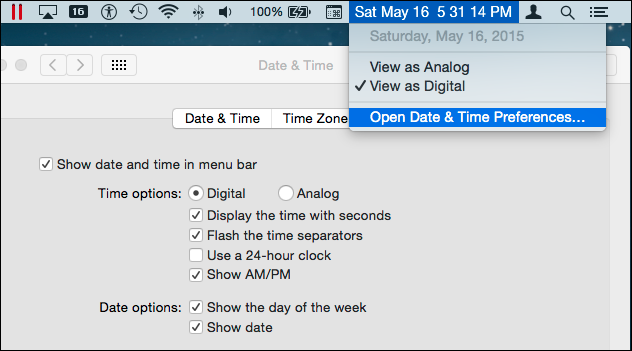 16 100% Sat May 16 5 31 14 PM
Saturday, May 16, 2015
Date & Time
View as Analog
View as Digital
Open Date & Time Preferences...
Date & Time Time Zone
Show date and time in menu bar
Time options: Digital Analog
Display the time with seconds
Flash the time separators
Use a 24-hour clock
Show AM/PM
Date options: Show the day of the week
Show date